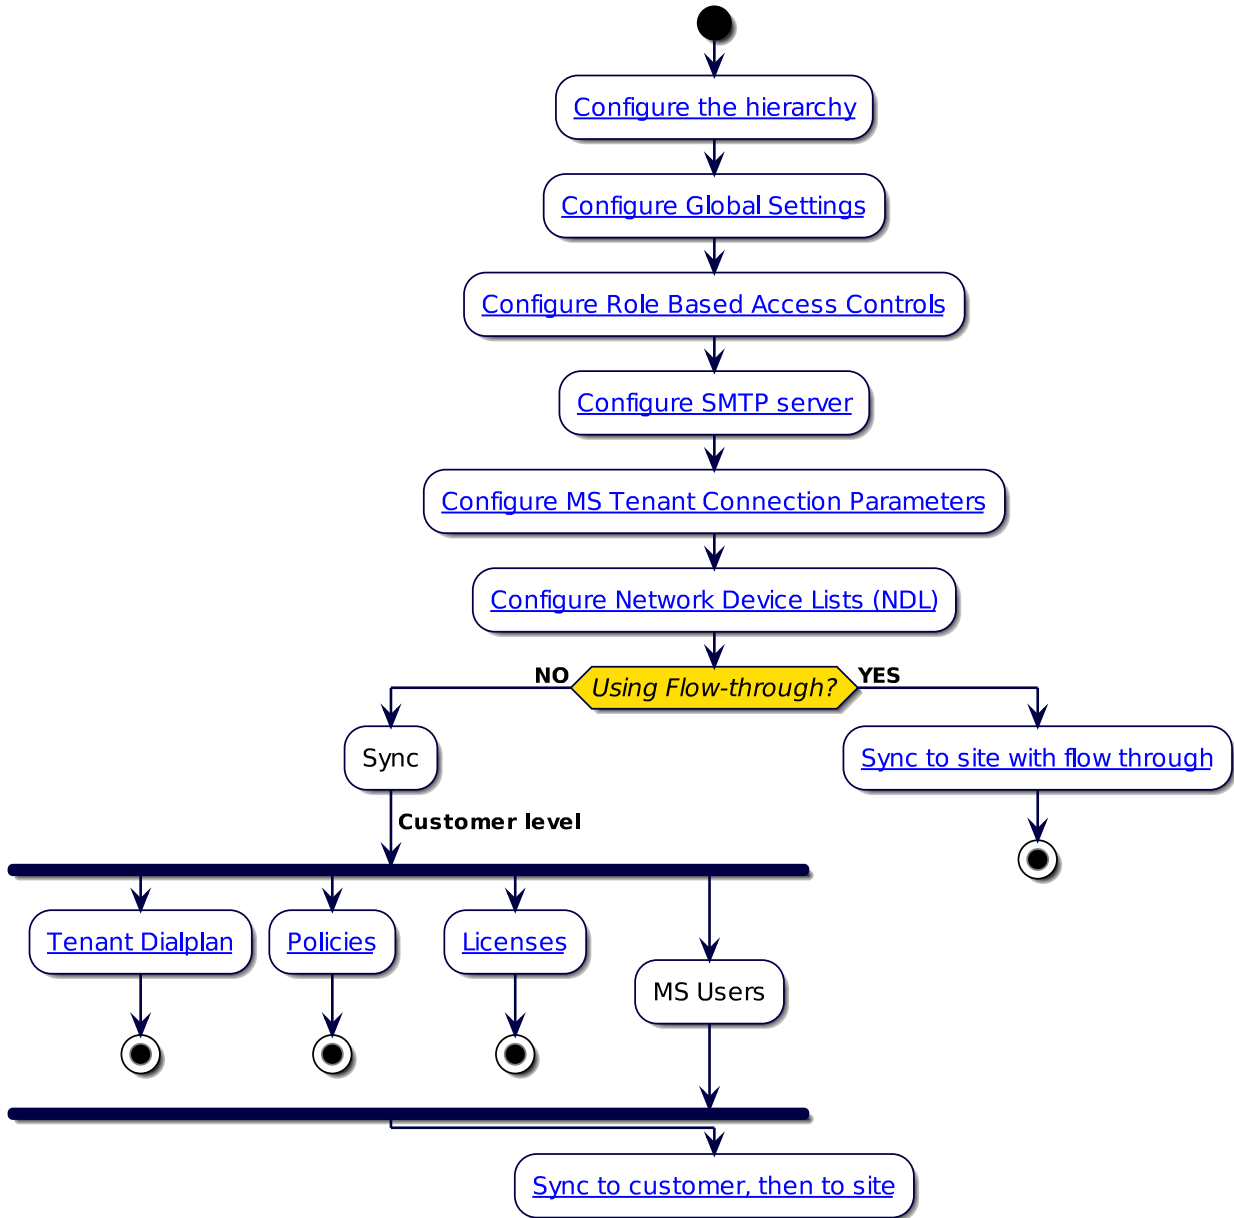 Configure the hierarchy
Configure Global Settings
Configure Role Based Access Controls
Configure SMTP server
Configure MS Tenant Connection Parameters
Configure Network Device Lists (NDL)
NO
Using Flow-through?
YES
Sync
Sync to site with flow through
Customer level
Tenant Dialplan
Policies
Licenses
MS Users
Sync to customer, then to site